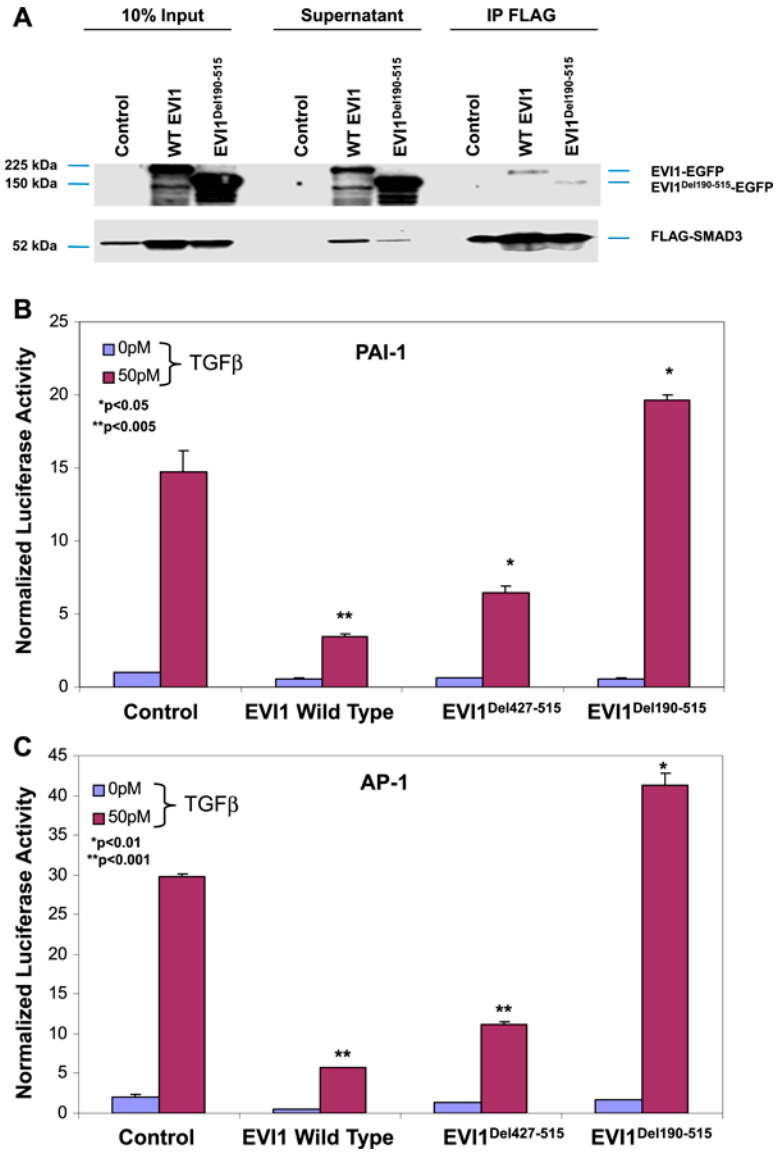 A
10% Input
Supernatant
IP FLAG
Control
WT EVI1
EVI1Del190-515
Control
WT EVI1
EVI1Del190-515
Control
WT EVI1
EVI1Del190-515
225 kDa
150 kDa
EVI1-EGFP
EVI1Del190-515-EGFP
52 kDa
FLAG-SMAD3
B
PAI-1
0pM
50pM
TGFβ
*p<0.05
**p<0.005
Normalized Luciferase Activity
25
20
15
10
5
0
**
*
*
Control
EVI1 Wild Type
EVI1Del427-515
EVI1Del190-515
C
AP-1
0pM
50pM
TGFβ
*p<0.01
**p<0.001
Normalized Luciferase Activity
45
40
35
30
25
20
15
10
5
0
**
**
*
Control
EVI1 Wild Type
EVI1Del427-515
EVI1Del190-515